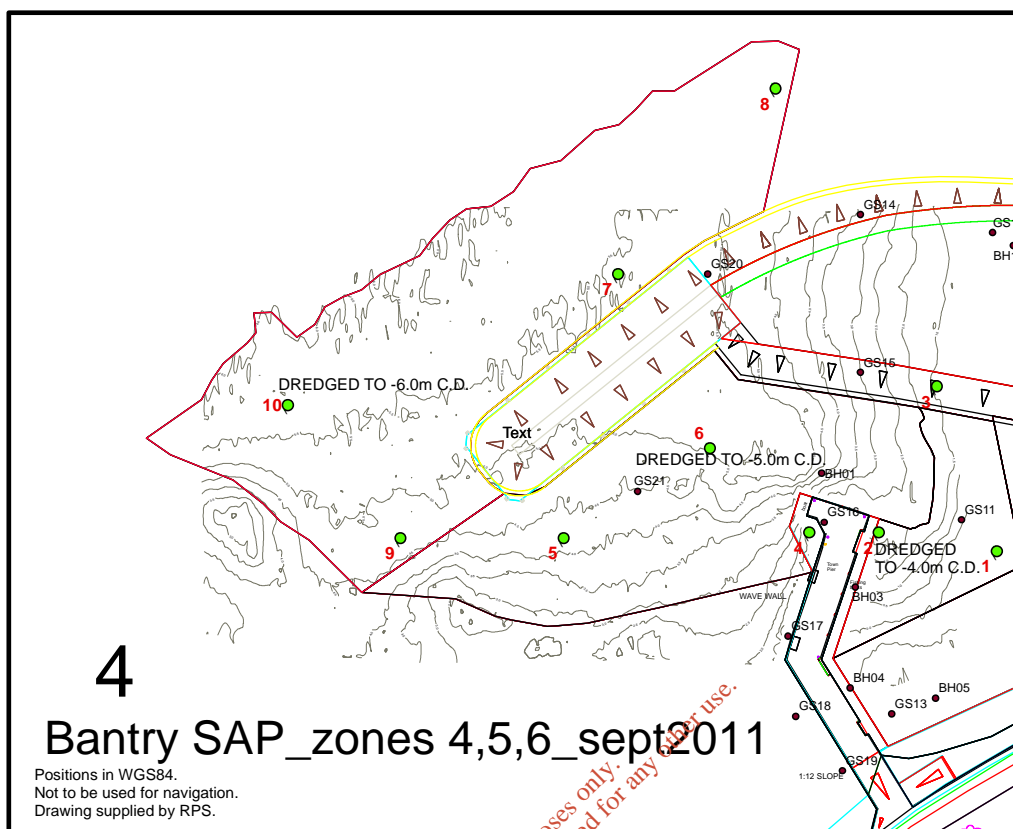 8
GS14
GS1
BH1
GS20
7
GS15
DREDGED TO -6.0m C.D.
10
3
Text
6
DREDGED TO -5.0m C.D.
BH01
GS21
GS16
GS11
9
5
4
2
DREDGED
TO -4.0m C.D.
1
Town
Pier
BH03
WAVE WALL
GS17
4
BH04
BH05
GS13
GS18
Bantry SAP_zones 4,5,6_sept2011
GS19
1:12 SLOPE
Positions in WGS84.
Not to be used for navigation.
Drawing supplied by RPS.
oses only.
ed for any other use.